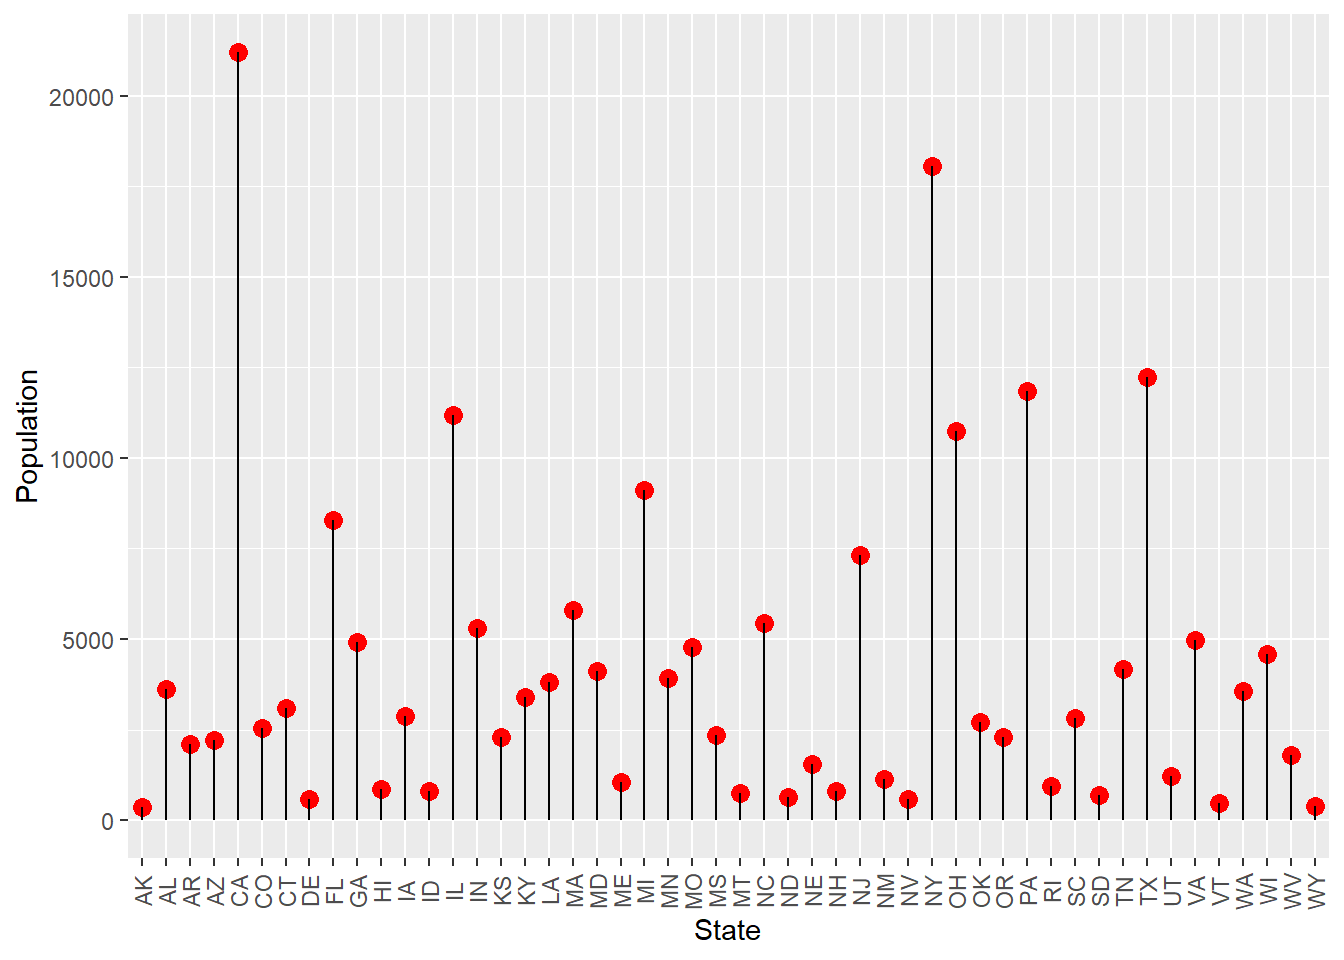 20000
15000
10000
5000
0
Population
AK AL AR AZ CA CO CT DE FL GA HI IA ID IL IN KS KY LA MA MD ME MI MN MO MS MT NC ND NE NH NJ NM NV NY OH OK OR PA RI SC SD TN TX UT VA VT WA WI WV WY
State